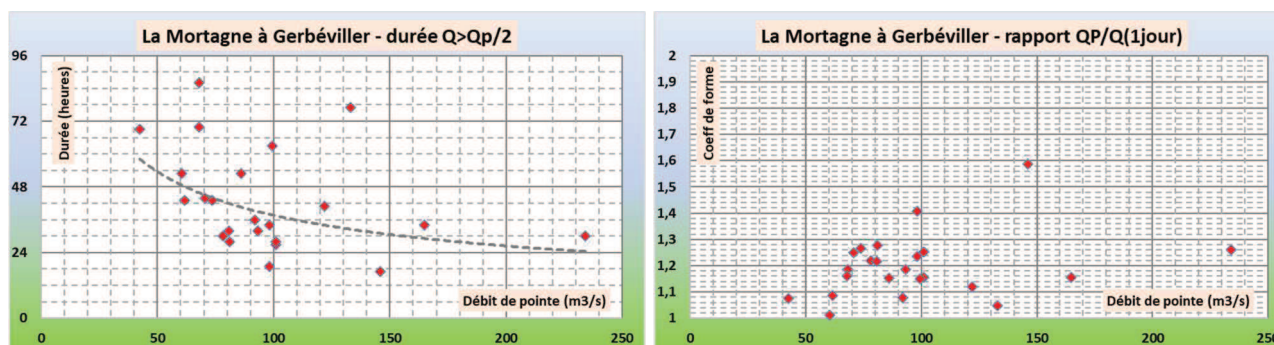 La Mortagne à Gerbéviller - durée Q>Qp/2
Durée (heures)
96
72
48
24
0
Débit de pointe (m3/s)
0 50 100 150 200 250
La Mortagne à Gerbéviller - rapport QP/Q(1jour)
Coeff de forme
2
1,9
1,8
1,7
1,6
1,5
1,4
1,3
1,2
1,1
1
Débit de pointe (m3/s)
0 50 100 150 200 250